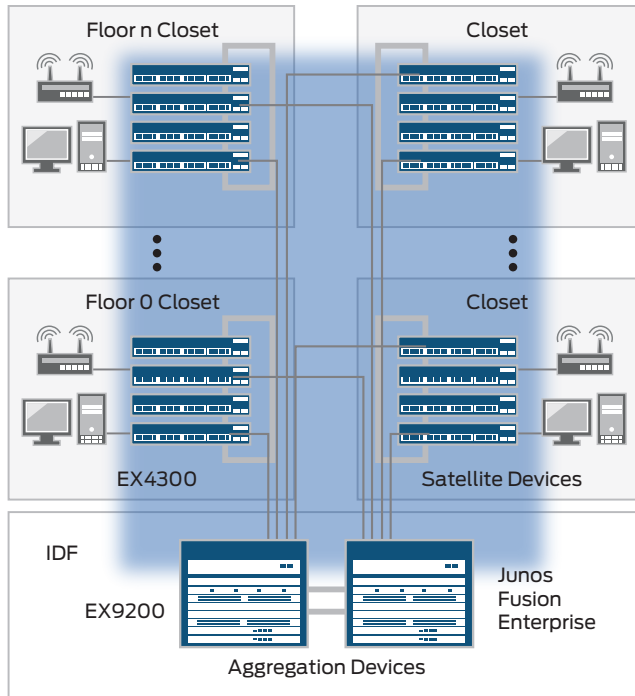 Floor n Closet
Closet
Floor 0 Closet
Closet
EX4300
Satellite Devices
IDF
EX9200
Junos
Fusion
Enterprise
Aggregation Devices